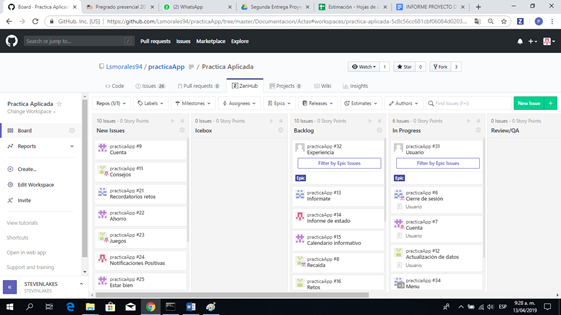 Board - Practica Aplicada
Pregrado presencial 20
(2) WhatsApp
Segunda Entrega Proye
Estimación - Hojas de
INFORME PROYECTO D
GitHub, Inc. [US]
https://github.com/Lsmorales94/practicaApp/tree/master/Documentacion/Actas#workspaces/practica-aplicada-
Search or jump to...
Pull requests Issues Marketplace Explore
Lsmorales94 / practicaApp
/ Practica Aplicada
Watch 1
Star 0
Fork 3
Code
Issues 26
Pull requests 0
ZenHub
Projects 0
Wiki
Insights
Practica Aplicada
Change Workspace
Board
Reports
Create...
Edit Workspace
Invite
View tutorials
Shortcuts
Open in web app
Support and training
STEVENLAKES
STEVENLAKES
Repos (1/1)
Labels
Milestones
Assignees
Epics
Releases
Estimates
Authors
Find Issues
New Issue
10 Issues · 0 Story Points
New Issues
practicaApp #9
Cuenta
practicaApp #11
Consejos
practicaApp #21
Recordatorios retos
practicaApp #22
Ahorro
practicaApp #23
Juegos
practicaApp #24
Notificaciones Positivas
practicaApp #25
Estar bien
0 Issues · 0 Story Points
Icebox
10 Issues · 0 Story Points
Backlog
practicaApp #32
Experiencia
Filter by Epic Issues
Epic
practicaApp #13
Informate
practicaApp #14
Informe de estado
practicaApp #15
Calendario informativo
practicaApp #8
Recaida
practicaApp #16
Retos
6 Issues · 0 Story Points
In Progress
practicaApp #31
Usuario
Filter by Epic Issues
Epic
practicaApp #6
Cierre de sesión
Usuario
practicaApp #7
Cuenta
Usuario
practicaApp #12
Actualización de datos
Usuario
practicaApp #34
Menu
0 Issues · 0 Story Points
Review/QA
ESP
9:28 a. m.
13/04/2019